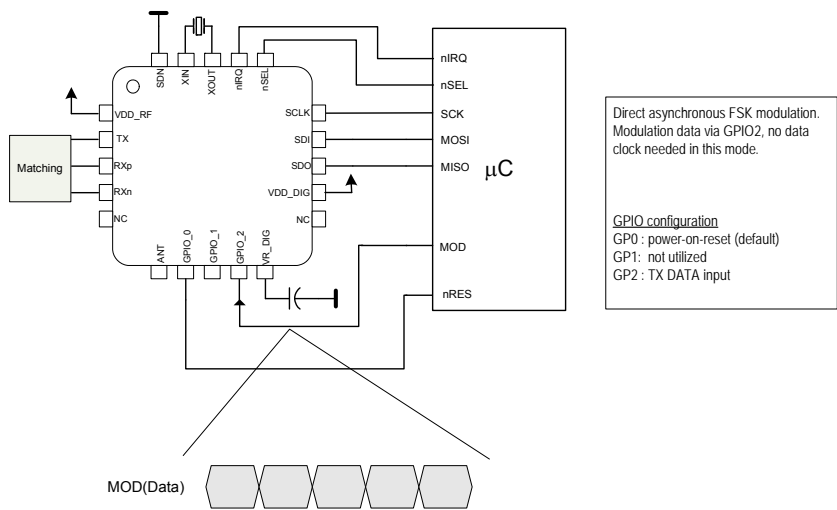 SDN
XIN
XOUT
nIRQ
nSEL
VDD_RF
TX
RXp
RXn
NC
SCLK
SDI
SDO
VDD_DIG
NC
ANT
GPIO_0
GPIO_1
GPIO_2
VR_DIG
Matching
nIRQ
nSEL
SCK
MOSI
MISO
μC
MOD
nRES
Direct asynchronous FSK modulation.
Modulation data via GPIO2, no data
clock needed in this mode.
GPIO configuration
GP0 : power-on-reset (default)
GP1: not utilized
GP2 : TX DATA input
MOD(Data)